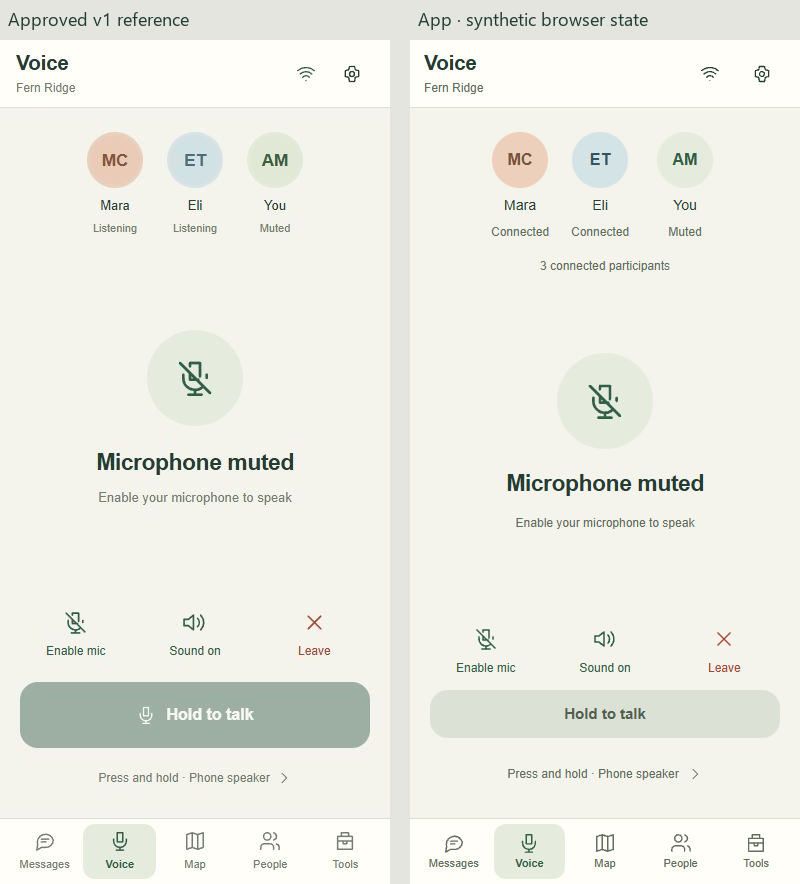 Approved v1 reference
Voice
Fern Ridge
MC ET AM
Mara Eli You
Listening Listening Muted
Microphone muted
Enable your microphone to speak
Enable mic Sound on Leave
Hold to talk
Press and hold · Phone speaker
Messages Voice Map People Tools
App · synthetic browser state
Voice
Fern Ridge
MC ET AM
Mara Eli You
Connected Connected Muted
3 connected participants
Microphone muted
Enable your microphone to speak
Enable mic Sound on Leave
Hold to talk
Press and hold · Phone speaker
Messages Voice Map People Tools